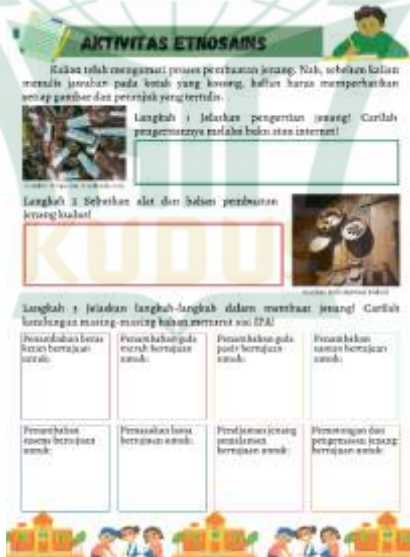 AKTIVITAS ETNOSAINS
Kalian telah mengamati proses pembuatan jenang. Nah, sebelum kalian
menulis jawaban pada kotak yang kosong, kalian harus memperhatikan
setiap gambar dan petunjuk yang tertulis.
Langkah 1 Jelaskan pengertian jenang! Carilah
pengertiannya melalui buku atau internet!
Langkah 2 Sebutkan alat dan bahan pembuatan
jenang kudus!
KUDUS
Langkah 3 Jelaskan langkah-langkah dalam membuat jenang! Carilah
kandungan masing-masing bahan menurut sisi IPA!
Penambahan beras
ketan bertujuan
untuk:
Penambahan gula
merah bertujuan
untuk:
Penambahan gula
pasir bertujuan
untuk:
Penambahan
santan bertujuan
untuk:
Penambahan
essens bertujuan
untuk:
Pemasakan lama
bertujuan untuk:
Pendiaman jenang
semalaman
bertujuan untuk:
Pemotongan dan
pengemasan jenang
bertujuan untuk: